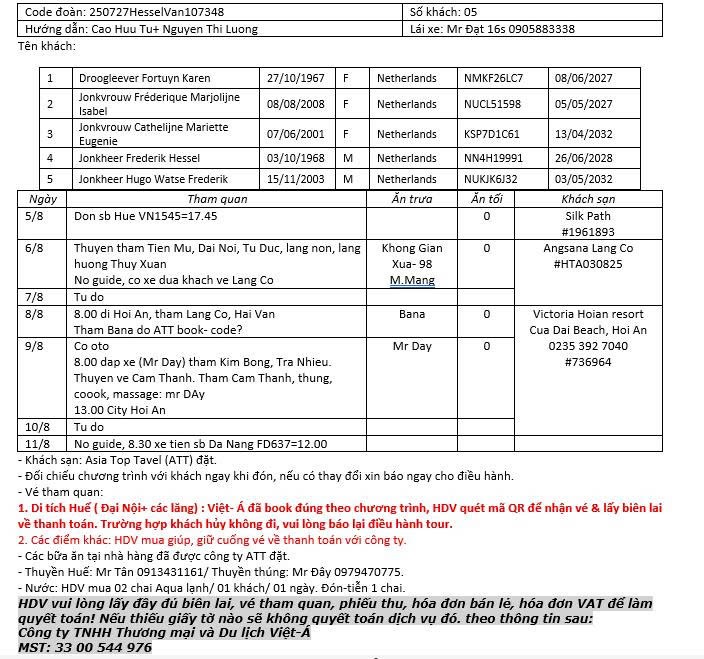 Code đoàn: 250727HesselVan107348 Số khách: 05
Hướng dẫn: Cao Huu Tu+ Nguyen Thi Luong Lái xe: Mr Đạt 16s 0905883338
Tên khách:
1 Droogleever Fortuyn Karen 27/10/1967 F Netherlands NMKF26LC7 08/06/2027
2 Jonkvrouw Fréderique Marjolijne Isabel 08/08/2008 F Netherlands NUCL51598 05/05/2027
3 Jonkvrouw Cathelijne Mariette Eugenie 07/06/2001 F Netherlands KSP7D1C61 13/04/2032
4 Jonkheer Frederik Hessel 03/10/1968 M Netherlands NN4H19991 26/06/2028
5 Jonkheer Hugo Watse Frederik 15/11/2003 M Netherlands NUKJK6J32 03/05/2032
Ngày Tham quan Ăn trưa Ăn tối Khách sạn
5/8 Don sb Hue VN1545=17.45 0 Silk Path
#1961893
6/8 Thuyen tham Tien Mu, Dai Noi, Tu Duc, lang non, lang Khong Gian 0 Angsana Lang Co
huong Thuy Xuan Xua- 98 #HTA030825
No guide, co xe dua khach ve Lang Co M.Mang
7/8 Tu do
8/8 8.00 di Hoi An, tham Lang Co, Hai Van Bana 0 Victoria Hoian resort
Tham Bana do ATT book- code? Cua Dai Beach, Hoi An
9/8 Co oto Mr Day 0 0235 392 7040
8.00 dap xe (Mr Day) tham Kim Bong, Tra Nhieu. #736964
Thuyen ve Cam Thanh. Tham Cam Thanh, thung,
coook, massage: mr DAy
13.00 City Hoi An
10/8 Tu do
11/8 No guide, 8.30 xe tien sb Da Nang FD637=12.00
- Khách sạn: Asia Top Tavel (ATT) đặt.
- Đối chiếu chương trình với khách ngay khi đón, nếu có thay đổi xin báo ngay cho điều hành.
- Vé tham quan:
1. Di tích Huế ( Đại Nội+ các lăng) : Việt- Á đã book đúng theo chương trình, HDV quét mã QR để nhận vé & lấy biên lai
về thanh toán. Trường hợp khách hủy không đi, vui lòng báo lại điều hành tour.
2. Các điểm khác: HDV mua giúp, giữ cuống vé về thanh toán với công ty.
- Các bữa ăn tại nhà hàng đã được công ty ATT đặt.
- Thuyền Huế: Mr Tân 0913431161/ Thuyền thúng: Mr Đây 0979470775.
- Nước: HDV mua 02 chai Aqua lạnh/ 01 khách/ 01 ngày. Đón-tiễn 1 chai.
HDV vui lòng lấy đầy đủ biên lai, vé tham quan, phiếu thu, hóa đơn bán lẻ, hóa đơn VAT để làm
quyết toán! Nếu thiếu giấy tờ nào sẽ không quyết toán dịch vụ đó. theo thông tin sau:
Công ty TNHH Thương mại và Du lịch Việt-Á
MST: 33 00 544 976